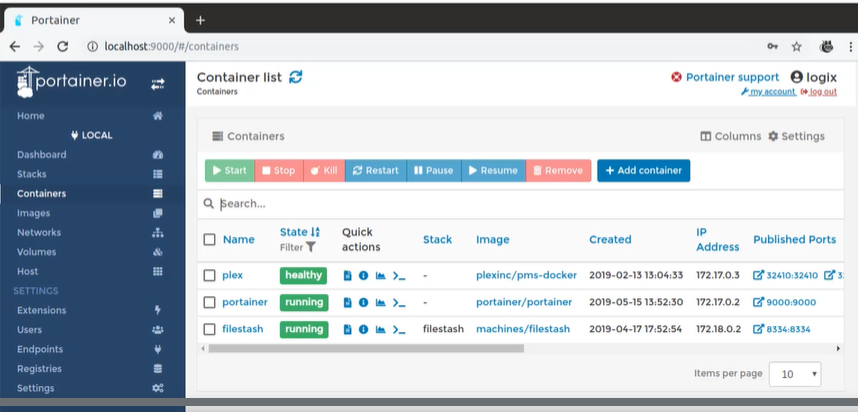 Portainer
localhost:9000/#/containers
portainer.io
Home
LOCAL
Dashboard
Stacks
Containers
Images
Networks
Volumes
Host
SETTINGS
Extensions
Users
Endpoints
Registries
Settings
Container list
Containers
Portainer support logix
my account log out
Containers
Columns Settings
Start Stop Kill Restart Pause Resume Remove + Add container
Search...
Name State Filter Quick actions Stack Image Created IP Address Published Ports
plex healthy - plexinc/pms-docker 2019-02-13 13:04:33 172.17.0.3 32410:32410
portainer running - portainer/portainer 2019-05-15 13:52:30 172.17.0.2 9000:9000
filestash running filestash machines/filestash 2019-04-17 17:52:54 172.18.0.2 8334:8334
Items per page 10